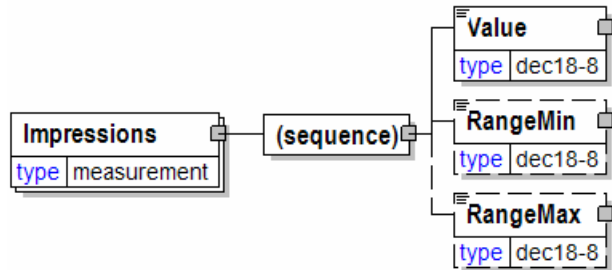 Value
type dec18-8
Impressions
type measurement
(sequence)
RangeMin
type dec18-8
RangeMax
type dec18-8